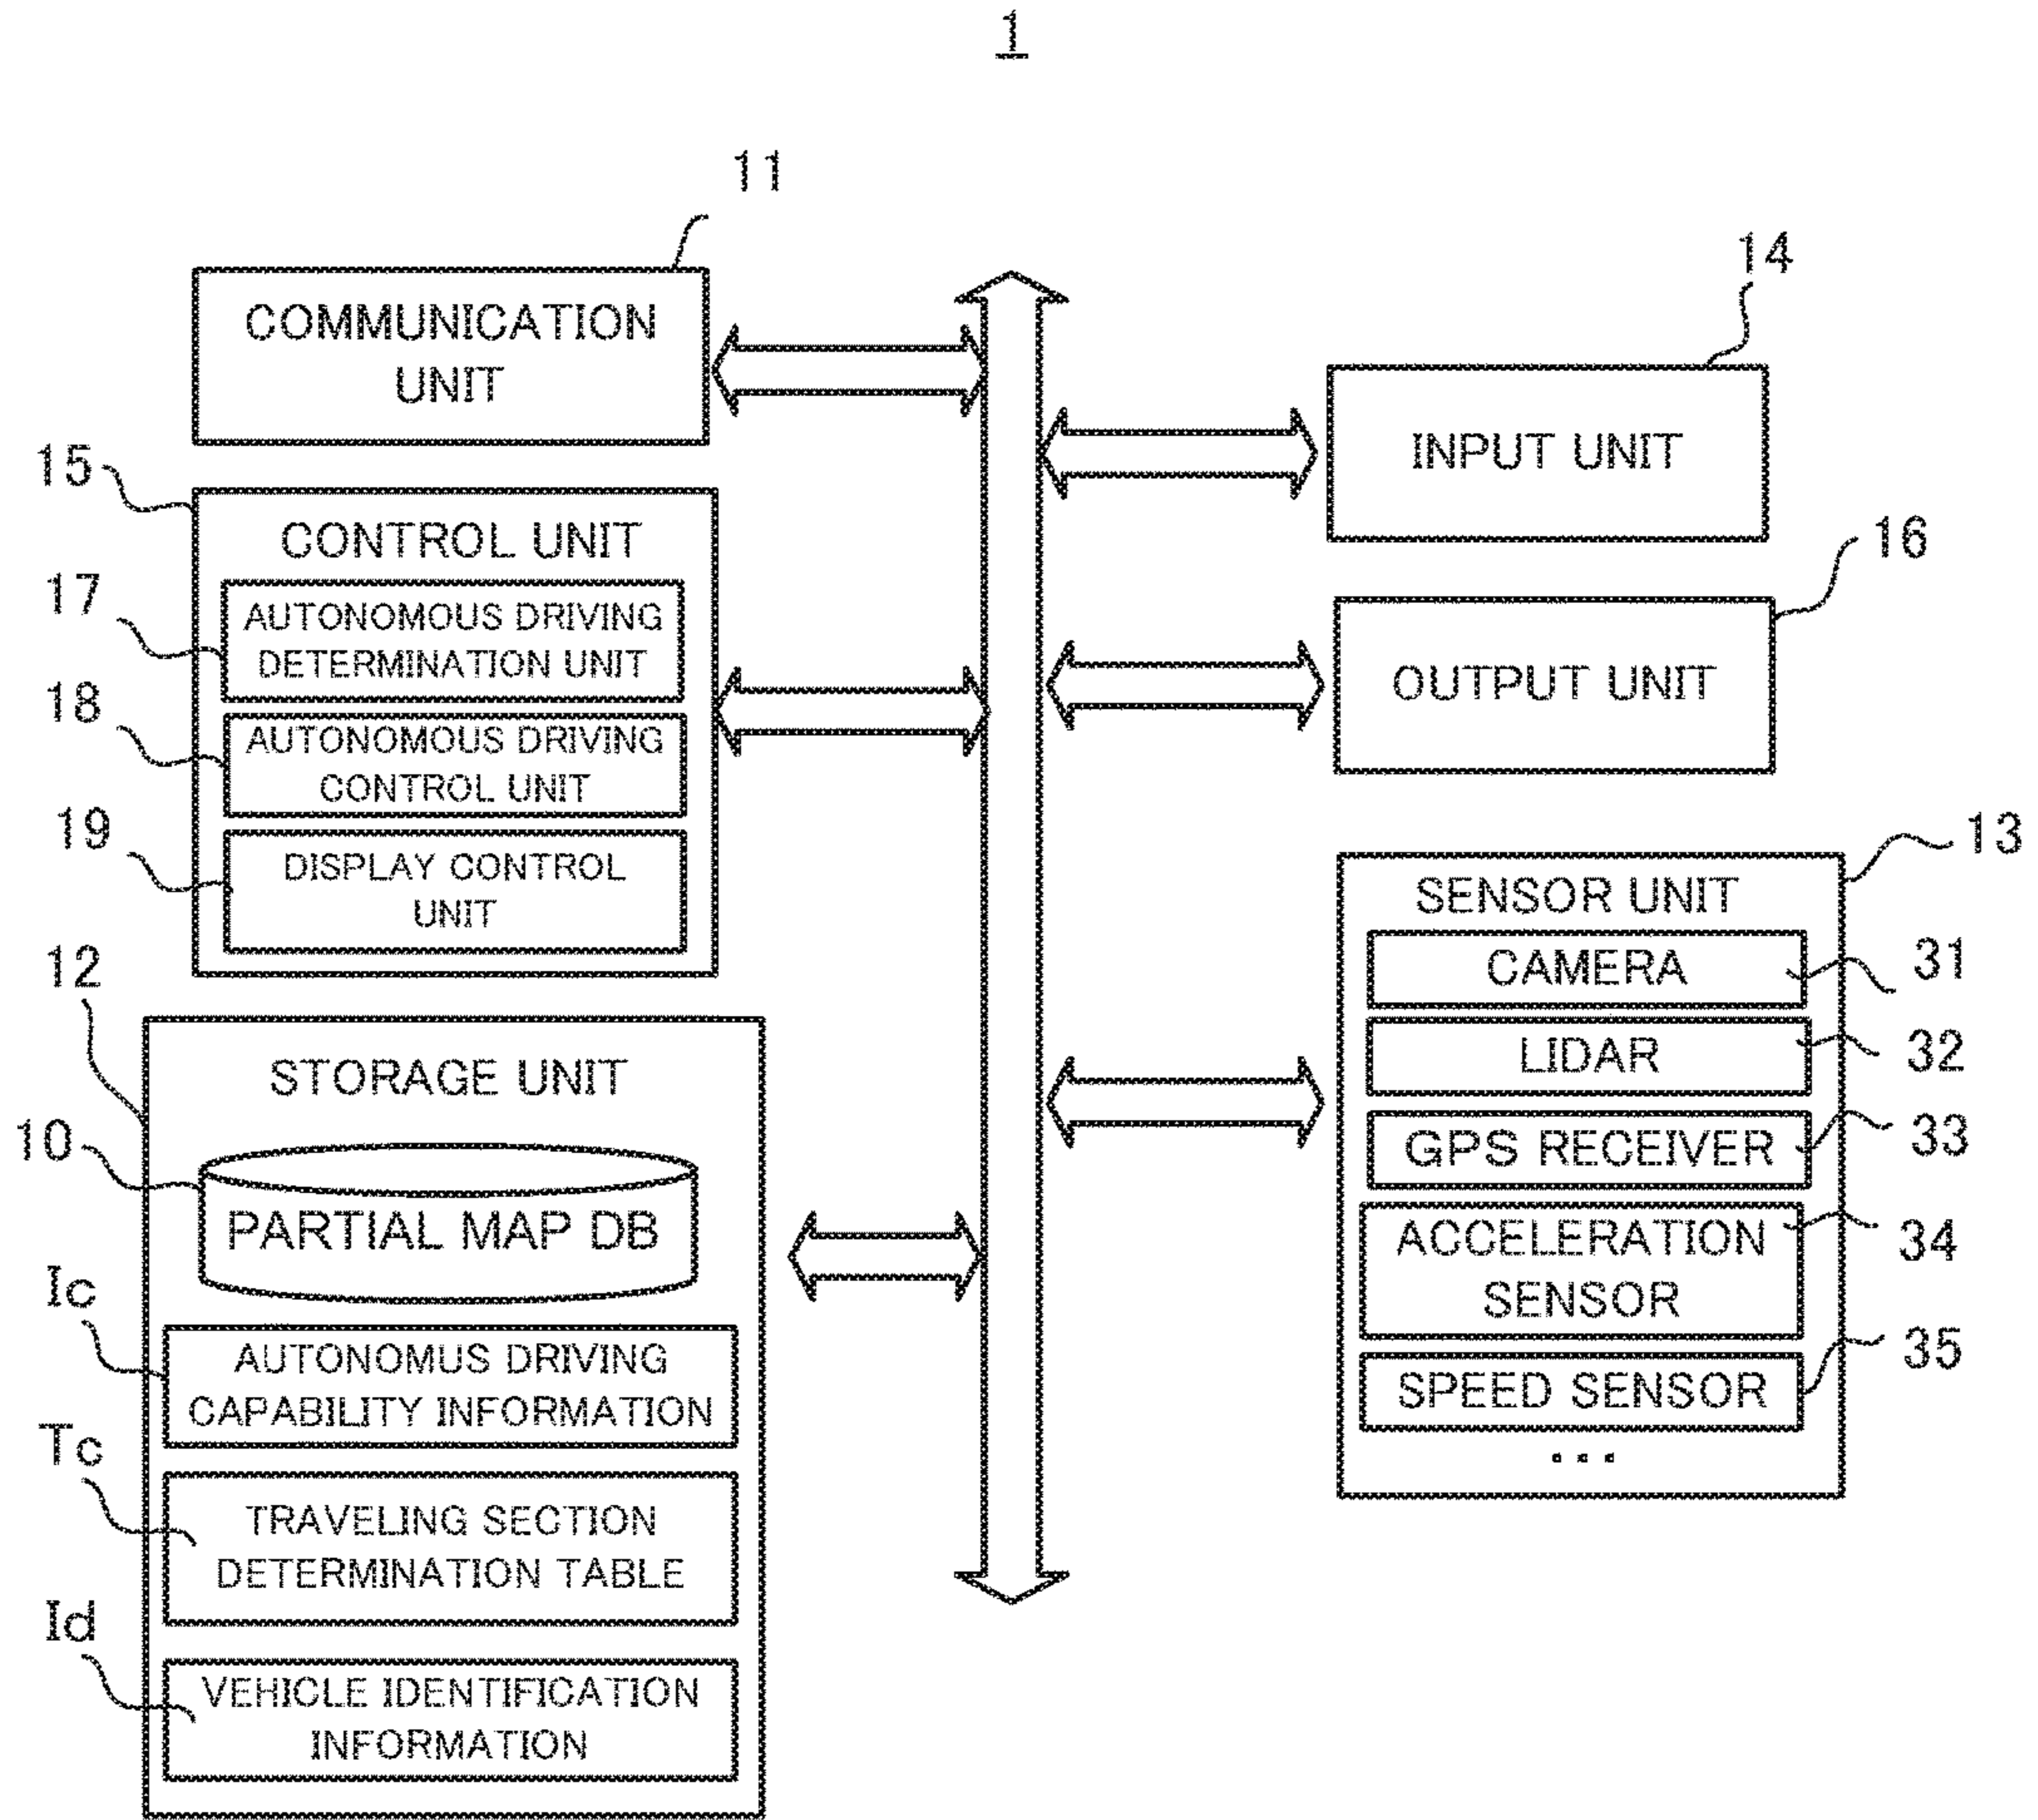 1
11
COMMUNICATION
UNIT
15
CONTROL UNIT
17
AUTONOMOUS DRIVING
DETERMINATION UNIT
18
AUTONOMOUS DRIVING
CONTROL UNIT
19
DISPLAY CONTROL
UNIT
12
STORAGE UNIT
10
PARTIAL MAP DB
Ic
AUTONOMUS DRIVING
CAPABILITY INFORMATION
Tc
TRAVELING SECTION
DETERMINATION TABLE
Id
VEHICLE IDENTIFICATION
INFORMATION
14
INPUT UNIT
16
OUTPUT UNIT
13
SENSOR UNIT
CAMERA
31
LIDAR
32
GPS RECEIVER
33
ACCELERATION
SENSOR
34
SPEED SENSOR
35
...